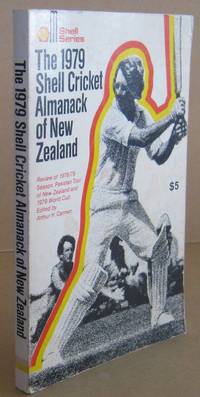 Shell
Series
The 1979
Shell Cricket
Almanack
of New
Zealand
Review of 1978/79
Season, Pakistan Tour
of New Zealand and
1979 World Cup
Edited by
Arthur H. Carman
$5
The 1979 Shell Cricket Almanack of New Zealand